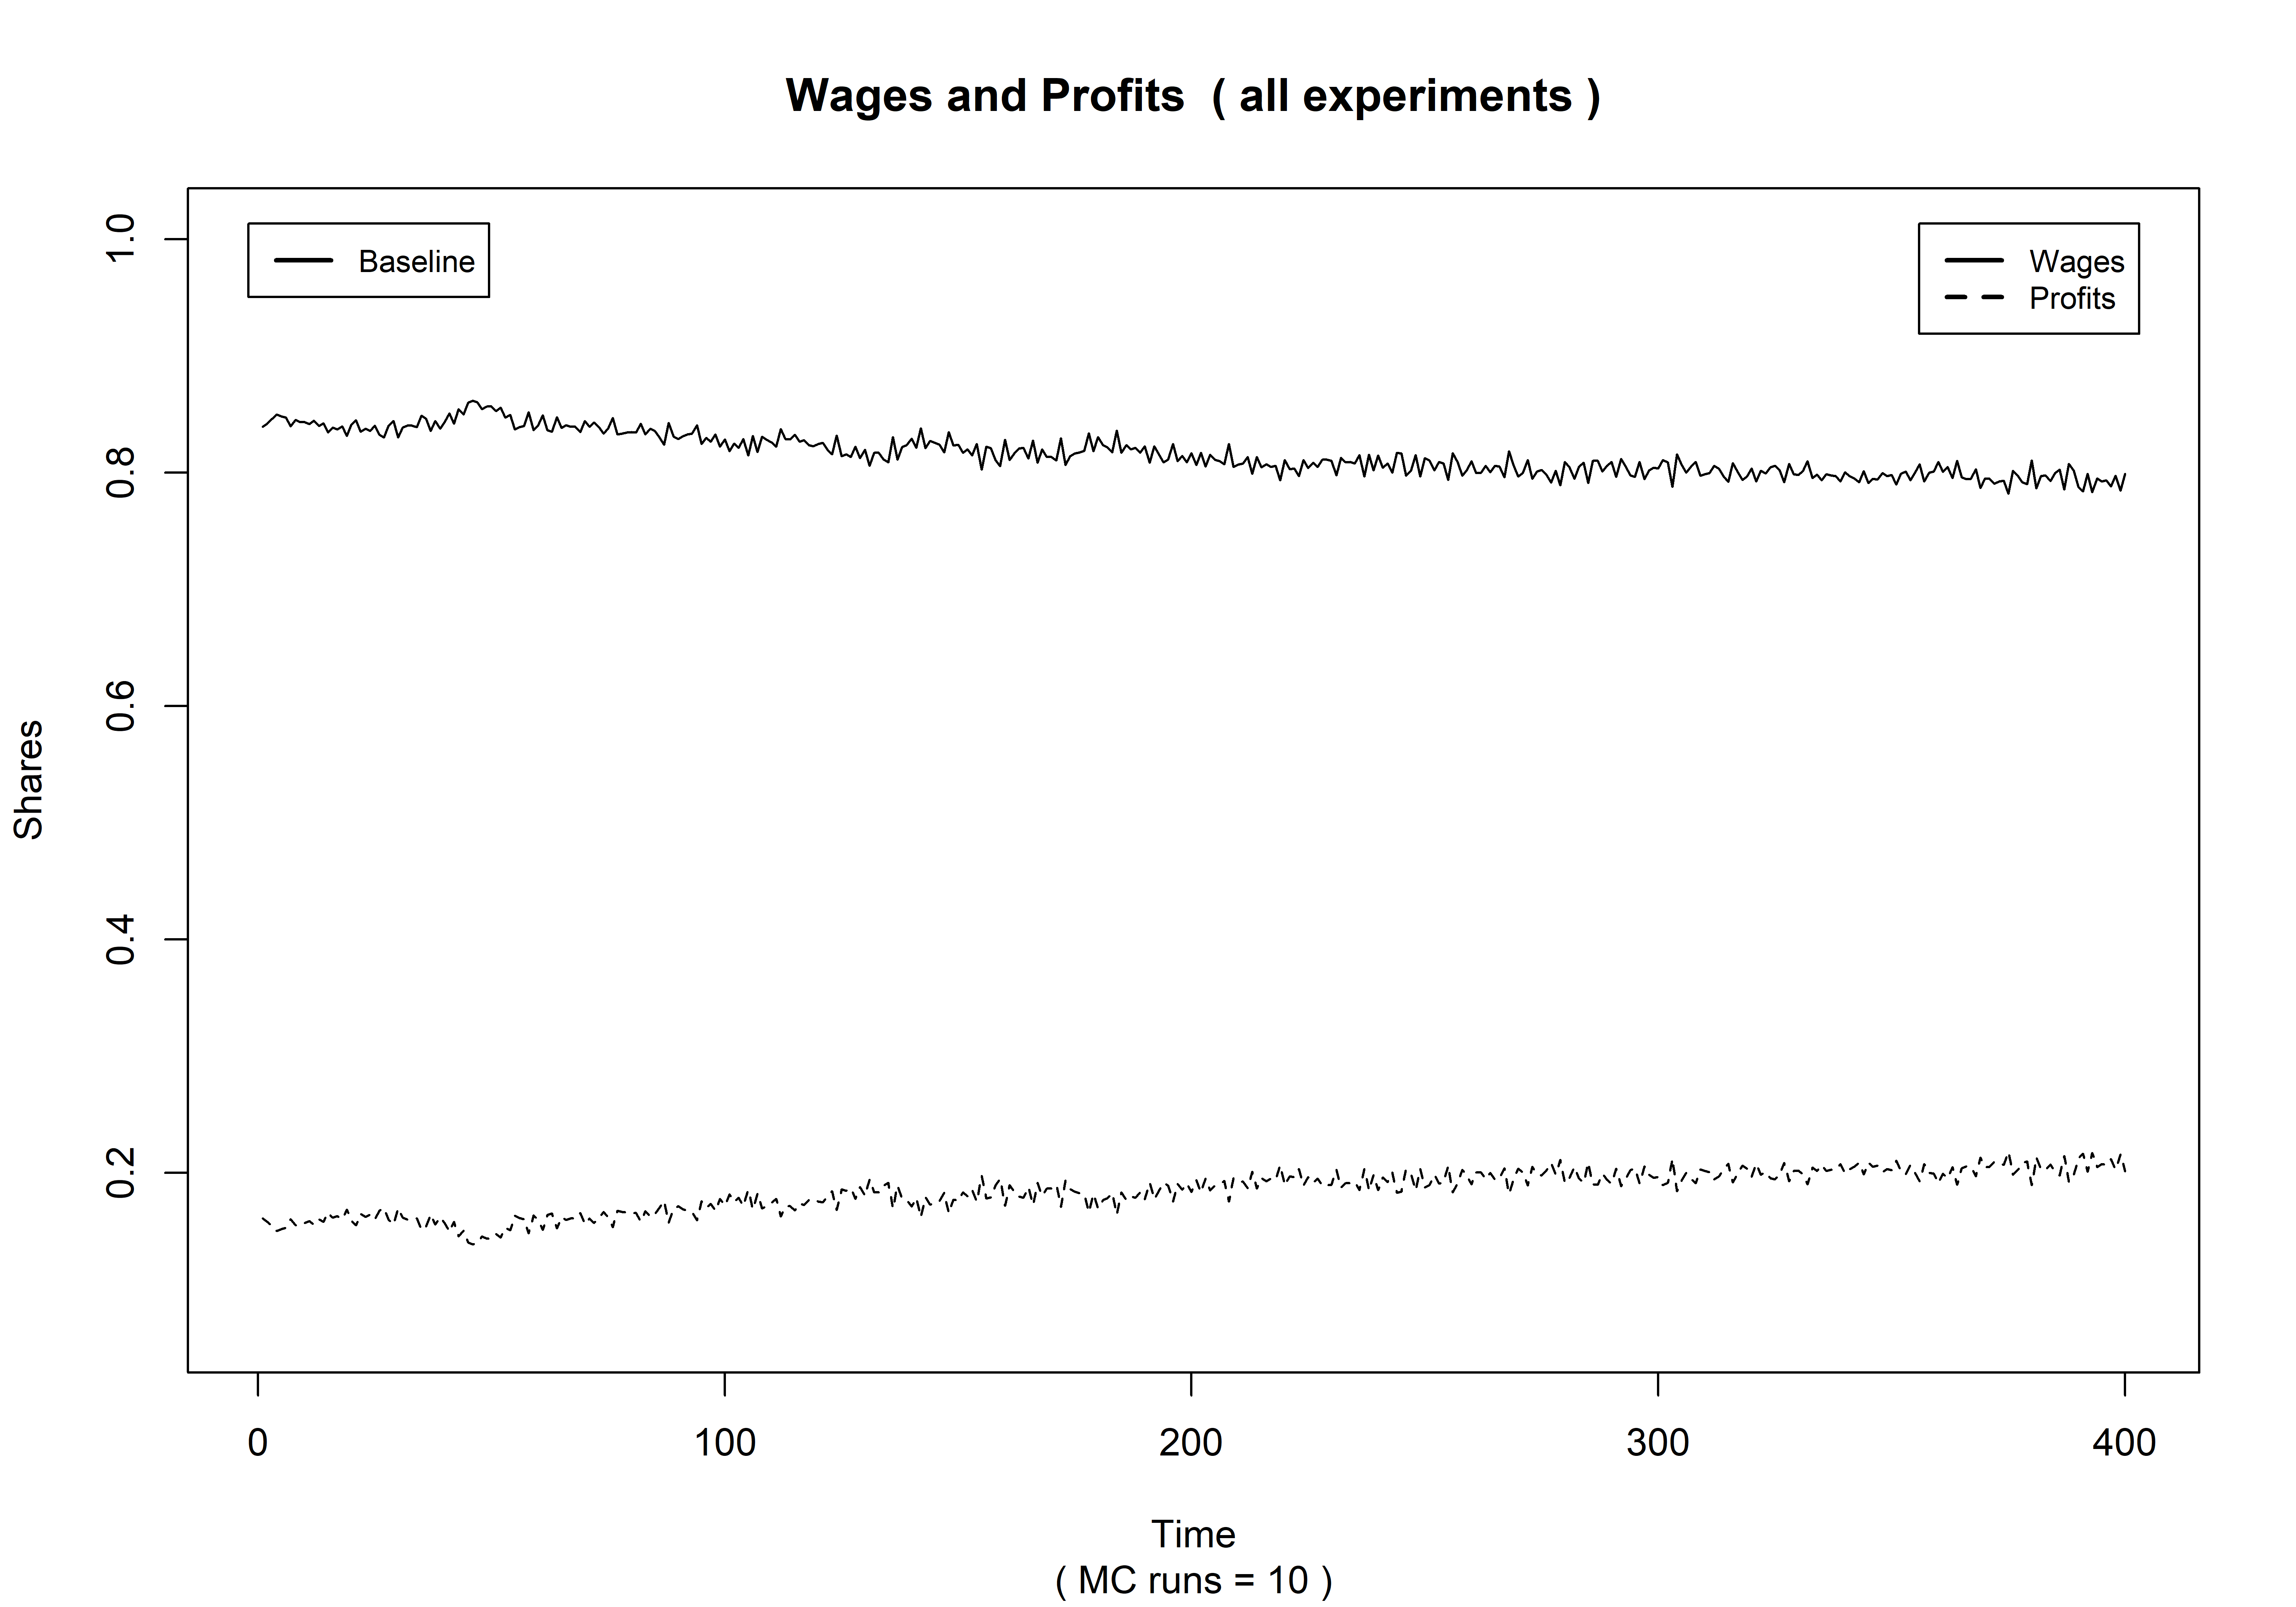 Wages and Profits ( all experiments )
Baseline
Wages
Profits
1.0
0.8
0.6
0.4
0.2
Shares
0 100 200 300 400
Time
( MC runs = 10 )